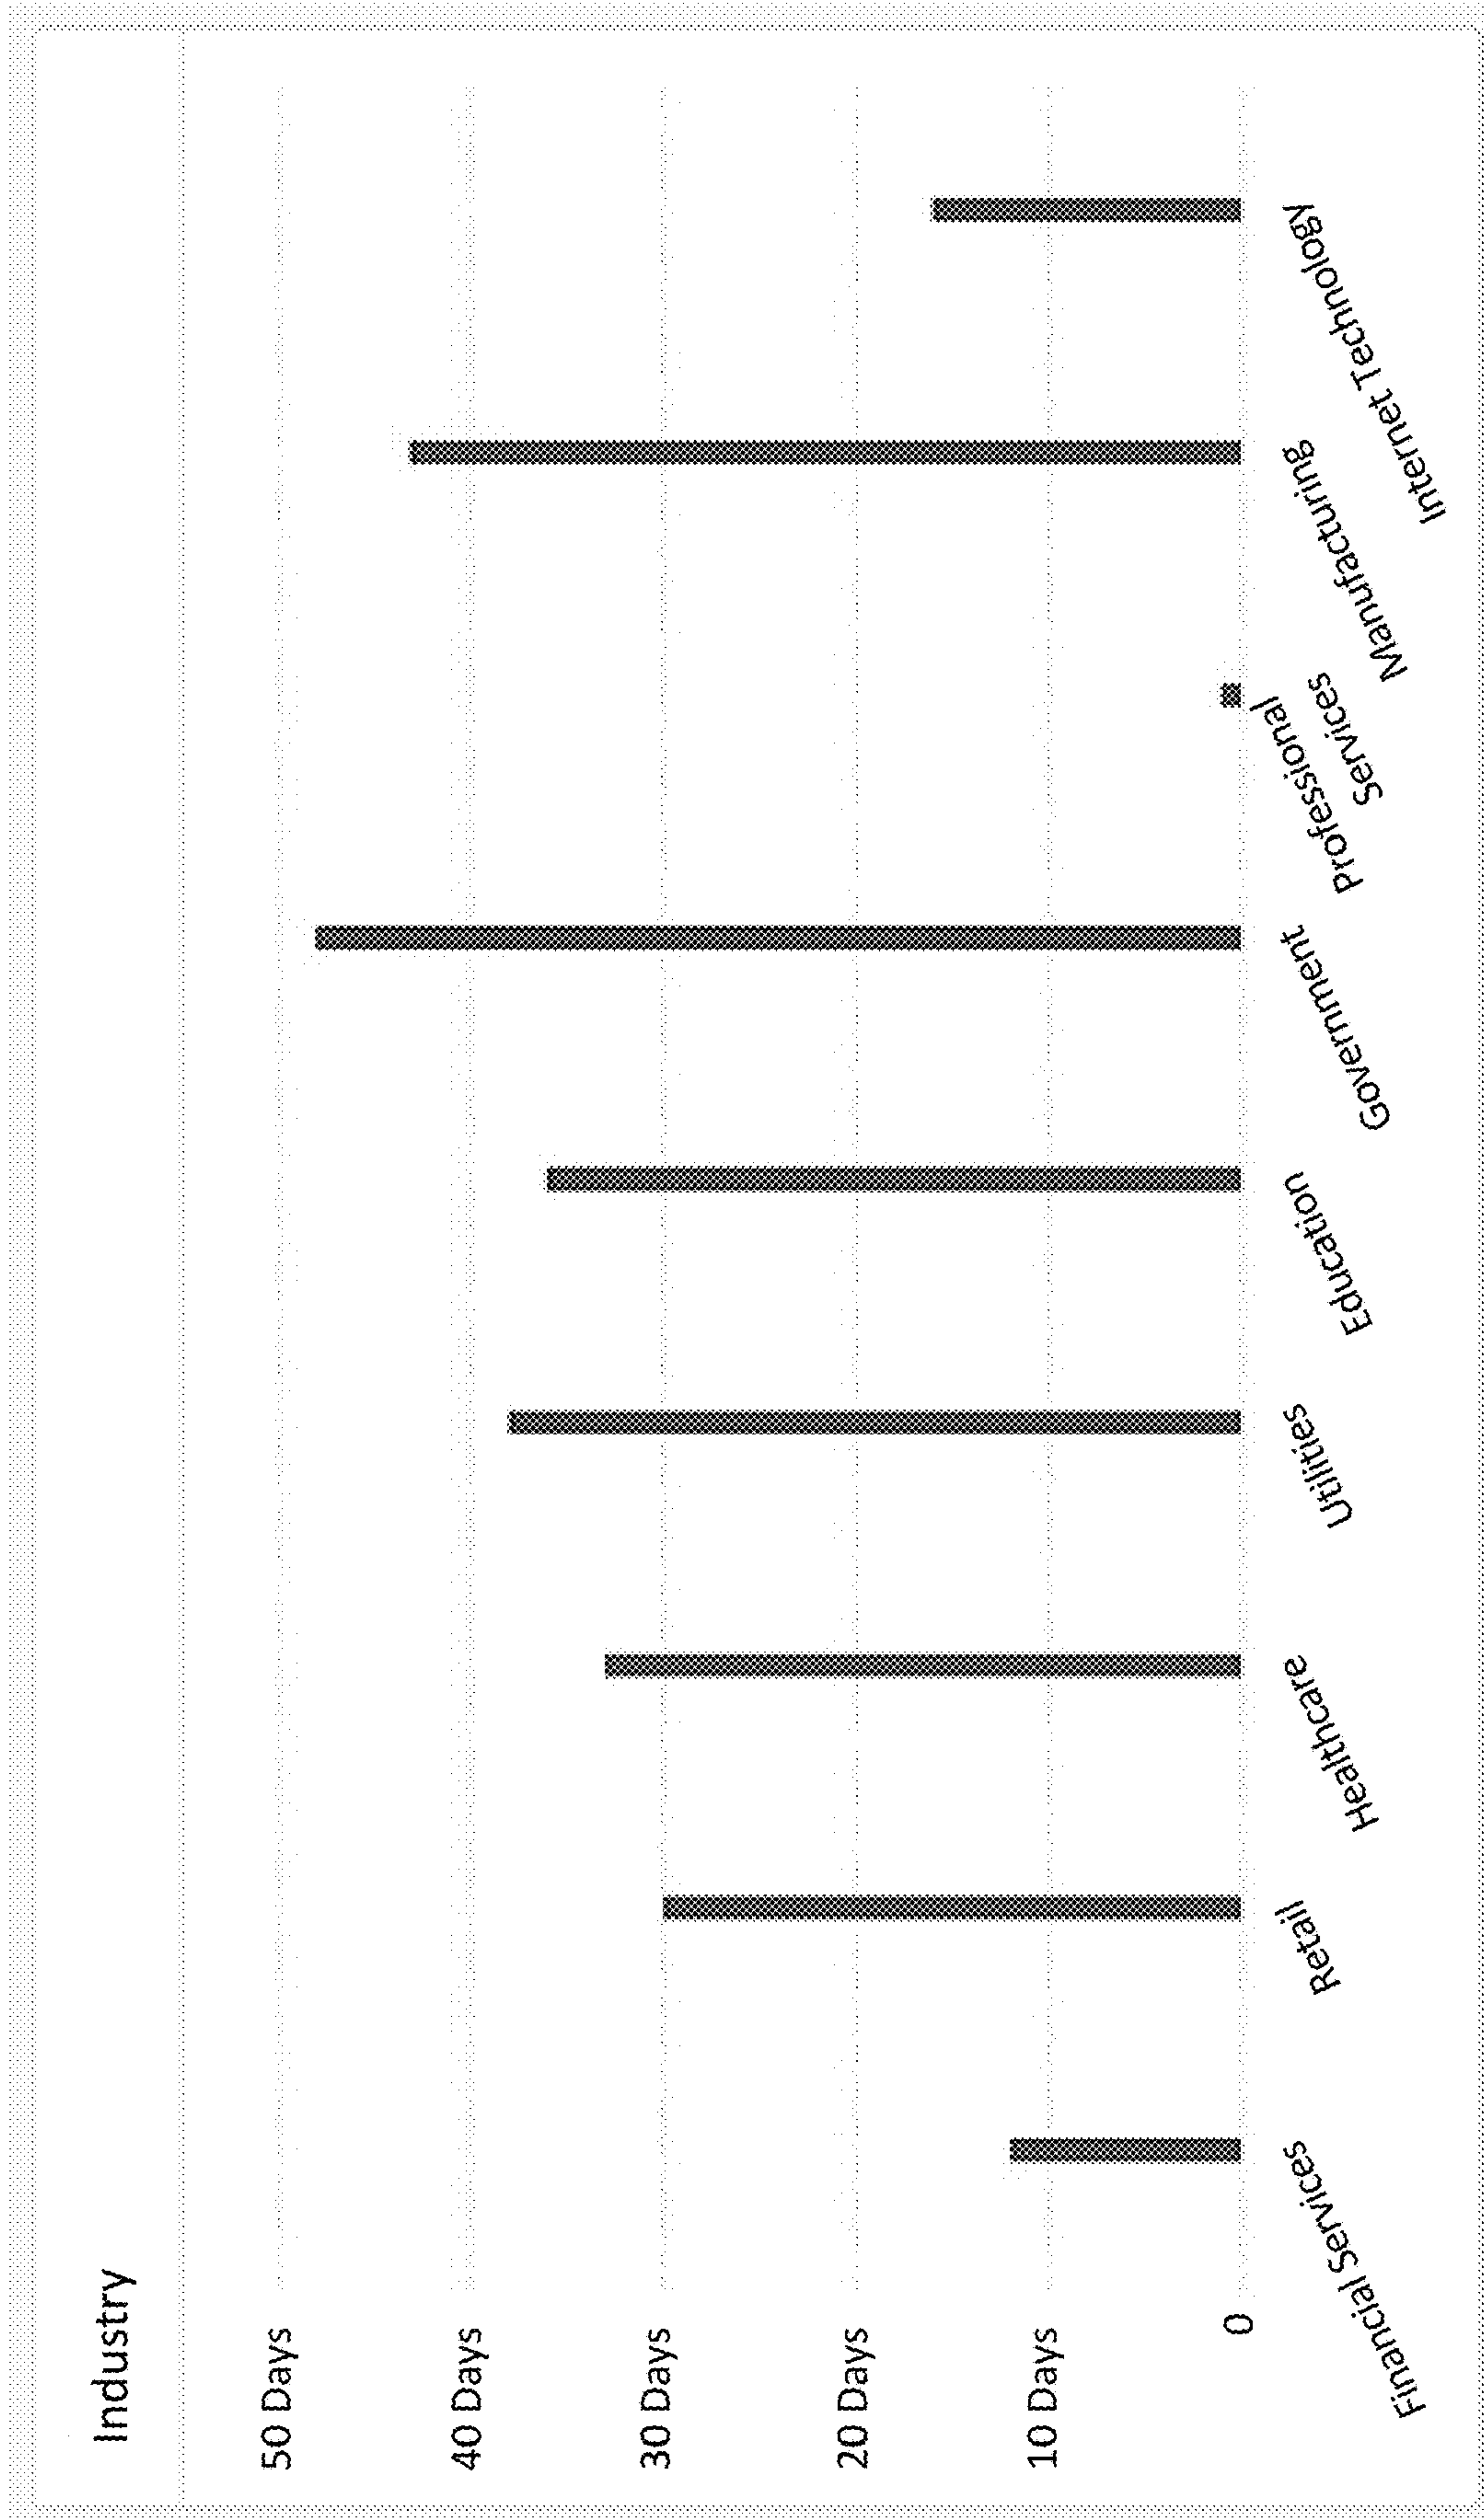 Industry
50 Days
40 Days
30 Days
20 Days
10 Days
0
Financial Services
Retail
Healthcare
Utilities
Education
Government
Professional
Services
Manufacturing
Internet Technology